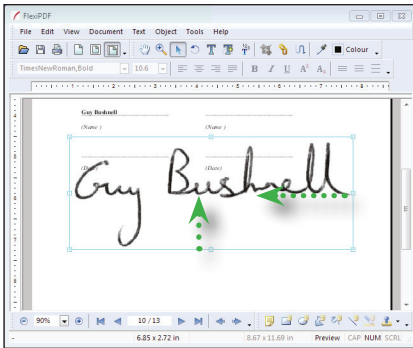 FlexiPDF
File Edit View Document Text Object Tools Help
Colour
TimesNewRoman,Bold 10.6 B I U A² A₂
Guy Bushnell
(Name ) (Name )
(Date) (Date)
Guy Bushnell
90% 10 / 13
6.85 x 2.72 in 8.67 x 11.69 in Preview CAP NUM SCRL